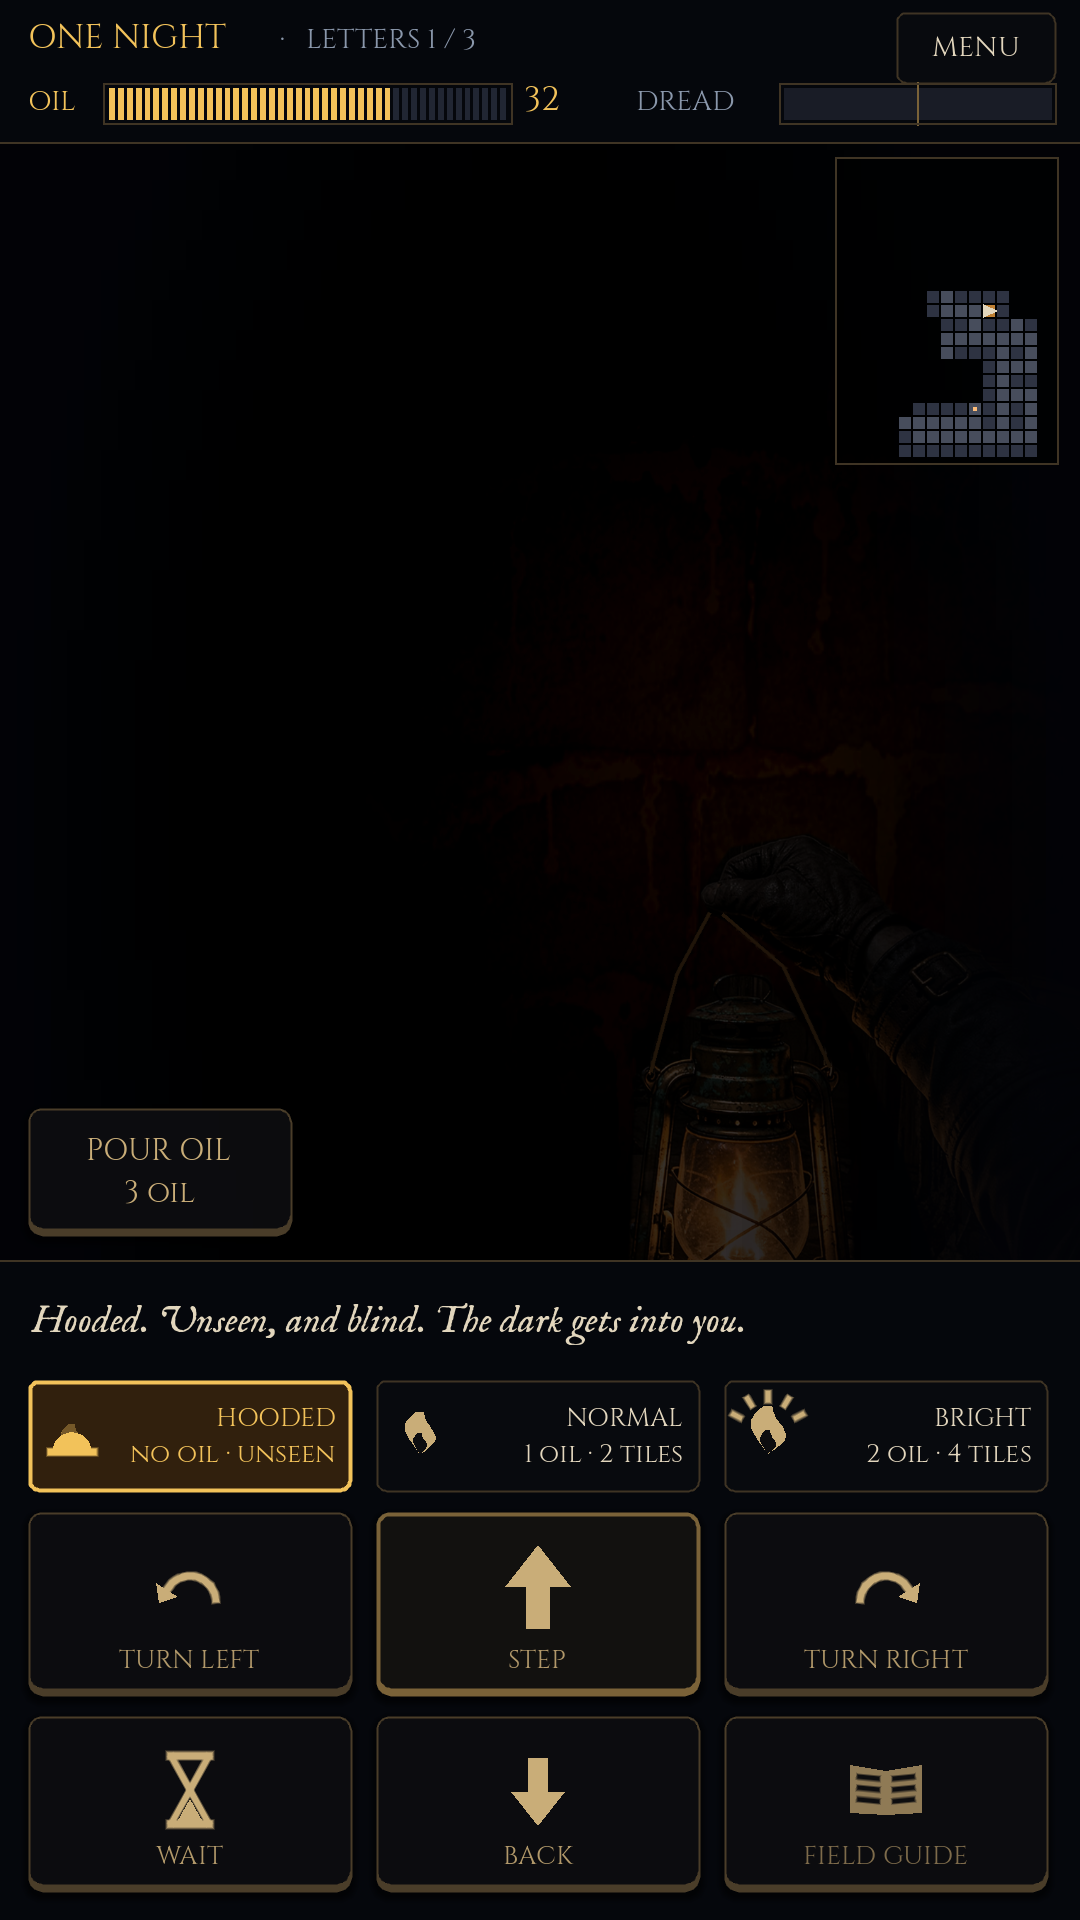 ONE NIGHT · LETTERS 1 / 3
MENU
OIL 32 DREAD
POUR OIL
3 OIL
Hooded. Unseen, and blind. The dark gets into you.
HOODED
NO OIL · UNSEEN
NORMAL
1 OIL · 2 TILES
BRIGHT
2 OIL · 4 TILES
TURN LEFT
STEP
TURN RIGHT
WAIT
BACK
FIELD GUIDE